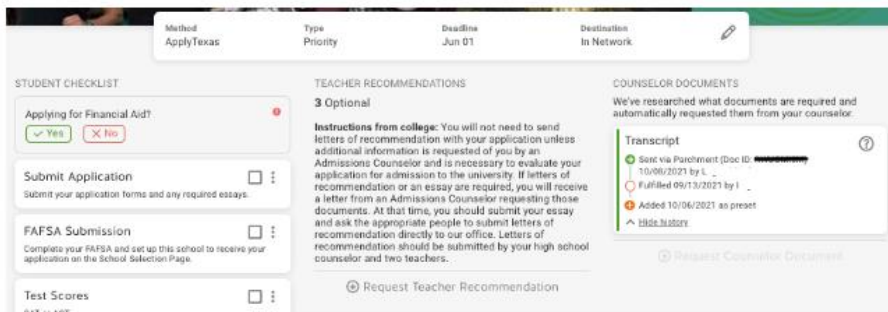 Method
ApplyTexas
Type
Priority
Deadline
Jun 01
Destination
In Network
STUDENT CHECKLIST
Applying for Financial Aid?
Yes
No
Submit Application
Submit your application forms and any required essays.
FAFSA Submission
Complete your FAFSA and set up this school to receive your
application on the School Selection Page.
Test Scores
TEACHER RECOMMENDATIONS
3 Optional
Instructions from college: You will not need to send
letters of recommendation with your application unless
additional information is requested of you by an
Admissions Counselor and is necessary to evaluate your
application for admission to the university. If letters of
recommendation or an essay are required, you will receive
a letter from an Admissions Counselor requesting those
documents. At that time, you should submit your essay
and ask the appropriate people to submit letters of
recommendation directly to our office. Letters of
recommendation should be submitted by your high school
counselor and two teachers.
Request Teacher Recommendation
COUNSELOR DOCUMENTS
We've researched what documents are required and
automatically requested them from your counselor.
Transcript
Sent via Parchment (Doc ID:
10/08/2021 by L
Fulfilled 09/13/2021 by
Added 10/06/2021 as preset
Hide history
Request Counselor Document